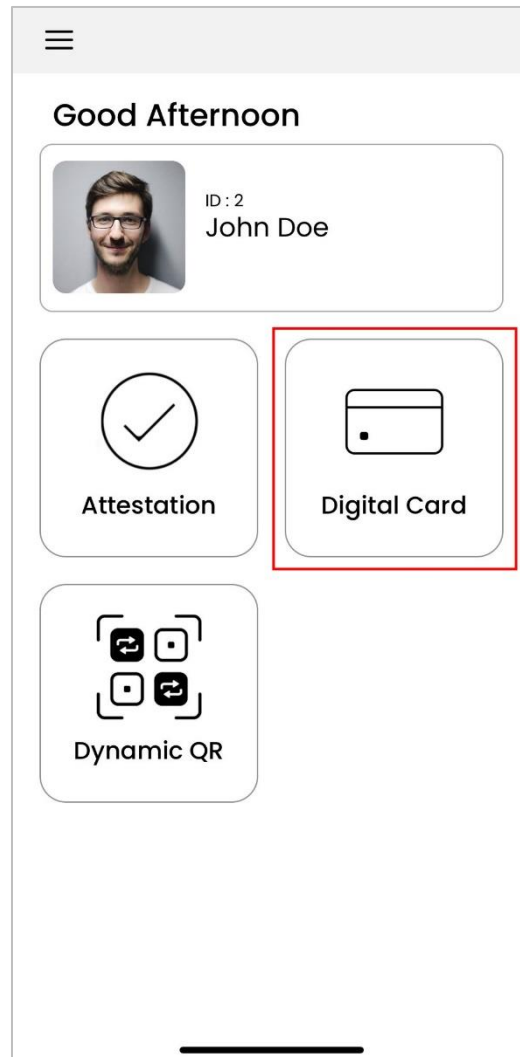 Good Afternoon
ID : 2
John Doe
Attestation
Digital Card
Dynamic QR